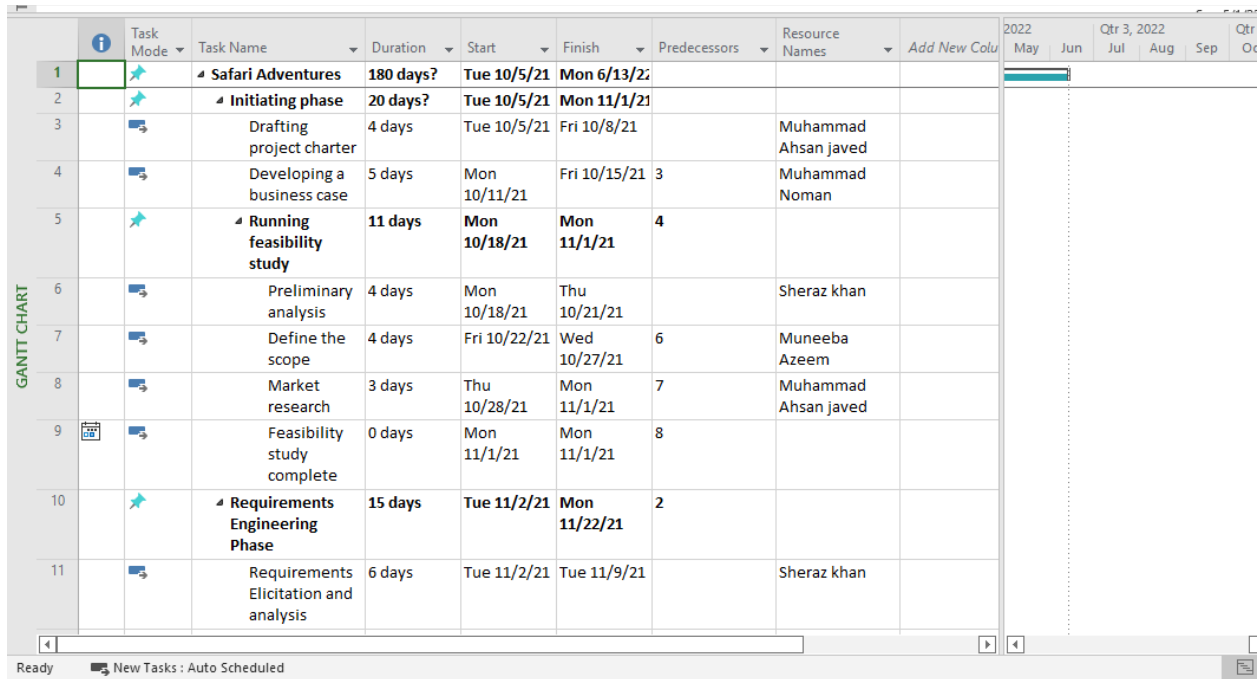 2022 Qtr 3, 2022 Qtr
Task Mode Task Name Duration Start Finish Predecessors Resource Names Add New Colu May Jun Jul Aug Sep Oc
1 Safari Adventures 180 days? Tue 10/5/21 Mon 6/13/22
2 Initiating phase 20 days? Tue 10/5/21 Mon 11/1/21
3 Drafting 4 days Tue 10/5/21 Fri 10/8/21 Muhammad
project charter Ahsan javed
4 Developing a 5 days Mon Fri 10/15/21 3 Muhammad
business case 10/11/21 Noman
5 Running 11 days Mon Mon 4
feasibility 10/18/21 11/1/21
study
6 Preliminary 4 days Mon Thu Sheraz khan
analysis 10/18/21 10/21/21
7 Define the 4 days Fri 10/22/21 Wed 6 Muneeba
scope 10/27/21 Azeem
8 Market 3 days Thu Mon 7 Muhammad
research 10/28/21 11/1/21 Ahsan javed
9 Feasibility 0 days Mon Mon 8
study 11/1/21 11/1/21
complete
10 Requirements 15 days Tue 11/2/21 Mon 2
Engineering 11/22/21
Phase
11 Requirements 6 days Tue 11/2/21 Tue 11/9/21 Sheraz khan
Elicitation and
analysis
GANTT CHART
Ready New Tasks : Auto Scheduled